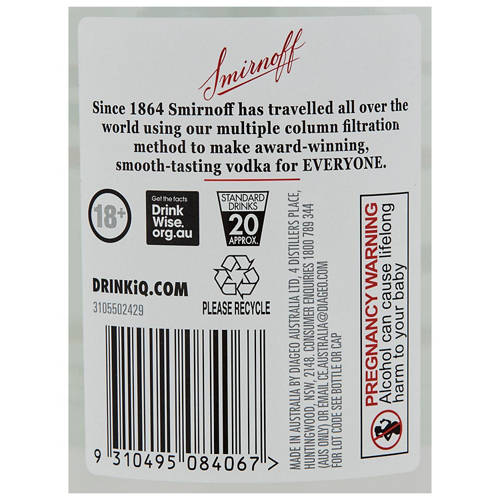 Smirnoff
Since 1864 Smirnoff has travelled all over the
world using our multiple column filtration
method to make award-winning,
smooth-tasting vodka for EVERYONE.
18+
Get the facts
Drink
Wise.
org.au
STANDARD
DRINKS
20
APPROX.
DRINKiQ.COM
3105502429
PLEASE RECYCLE
9 310495 084067 >
MADE IN AUSTRALIA BY DIAGEO AUSTRALIA LTD, 4 DISTILLERS PLACE,
HUNTINGWOOD, NSW, 2148. CONSUMER ENQUIRIES 1800 789 344
(AUS ONLY) OR EMAIL CE.AUSTRALIA@DIAGEO.COM
FOR LOT CODE SEE BOTTLE OR CAP
PREGNANCY WARNING
Alcohol can cause lifelong
harm to your baby